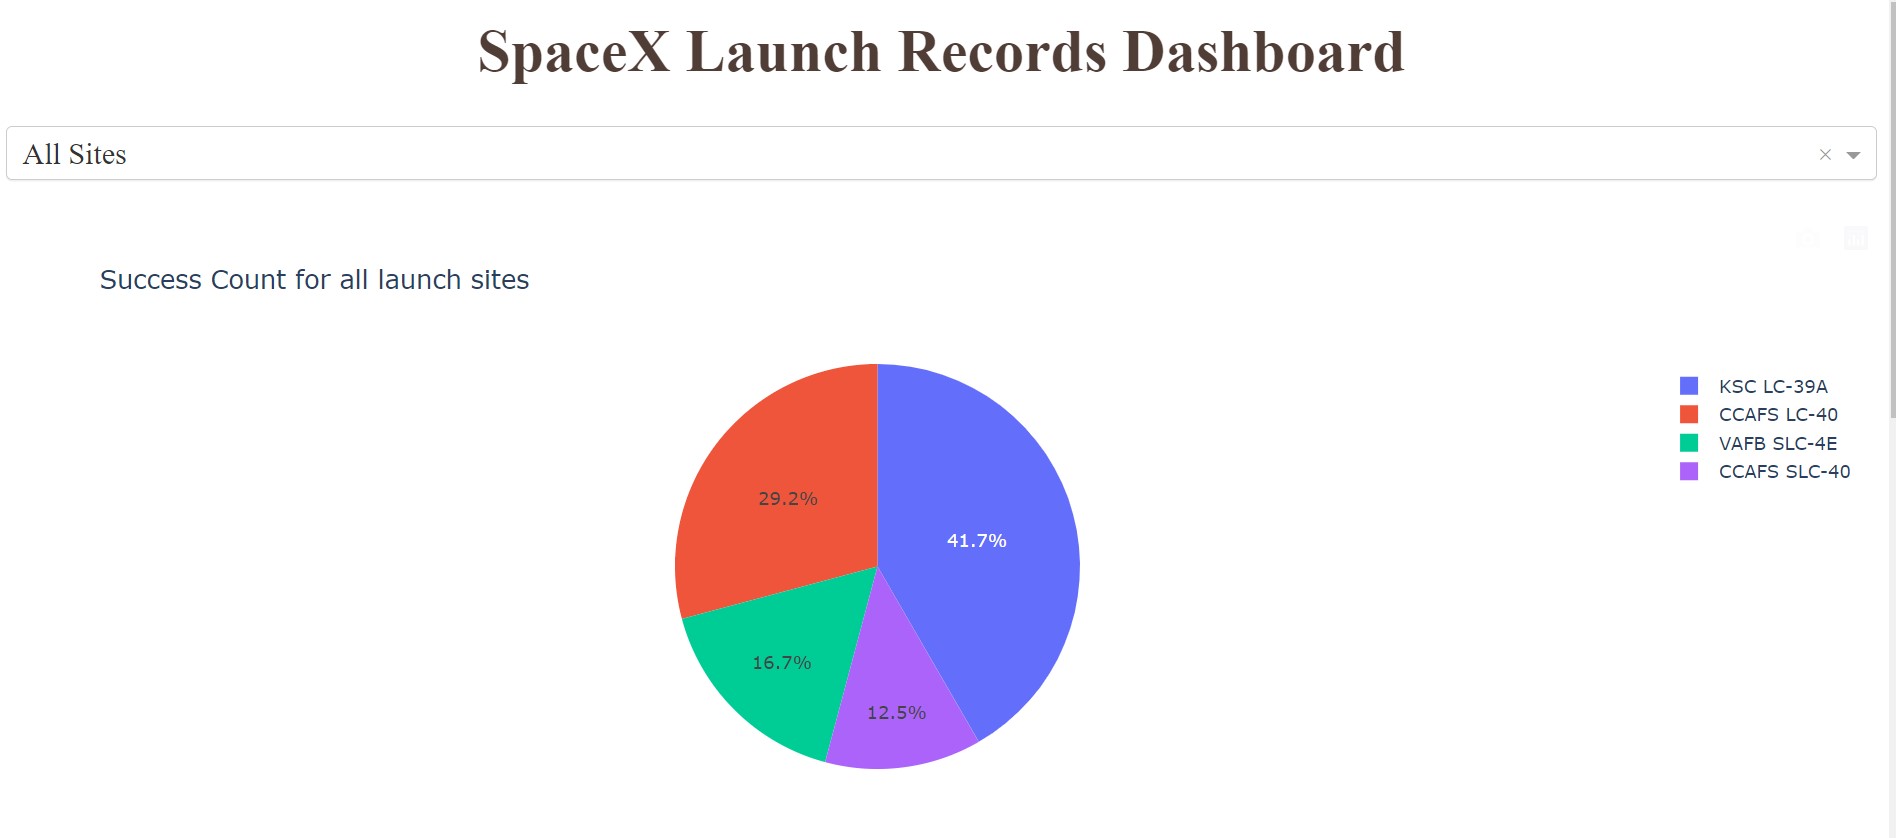 SpaceX Launch Records Dashboard
All Sites
Success Count for all launch sites
KSC LC-39A
CCAFS LC-40
VAFB SLC-4E
CCAFS SLC-40
29.2%
41.7%
16.7%
12.5%